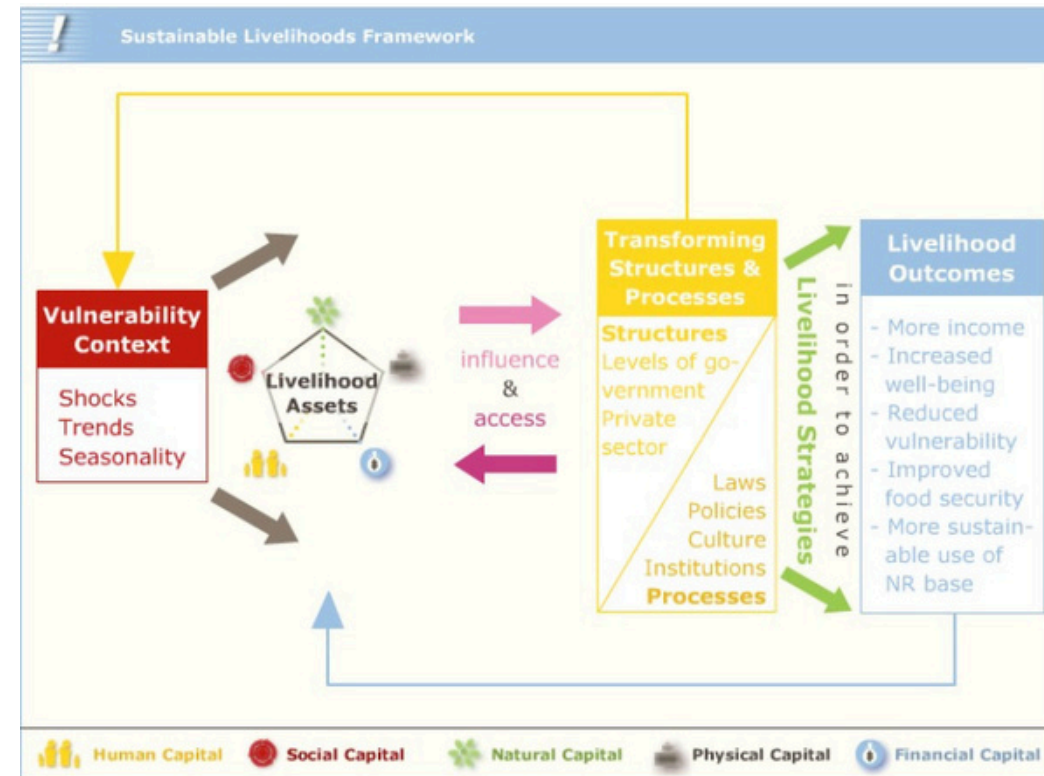 !
Sustainable Livelihoods Framework
Vulnerability
Context
Shocks
Trends
Seasonality
Livelihood
Assets
influence
&
access
Transforming
Structures &
Processes
Structures
Levels of go-
vernment
Private
sector
Laws
Policies
Culture
Institutions
Processes
Livelihood Strategies
in order to achieve
Livelihood
Outcomes
- More income
- Increased
well-being
- Reduced
vulnerability
- Improved
food security
- More sustain-
able use of
NR base
Human Capital Social Capital Natural Capital Physical Capital Financial Capital